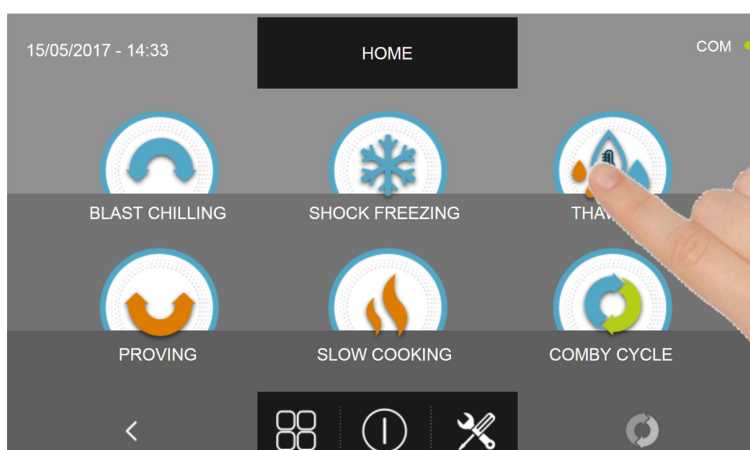 15/05/2017 - 14:33
HOME
COM
BLAST CHILLING
SHOCK FREEZING
PROVING
SLOW COOKING
COMBY CYCLE